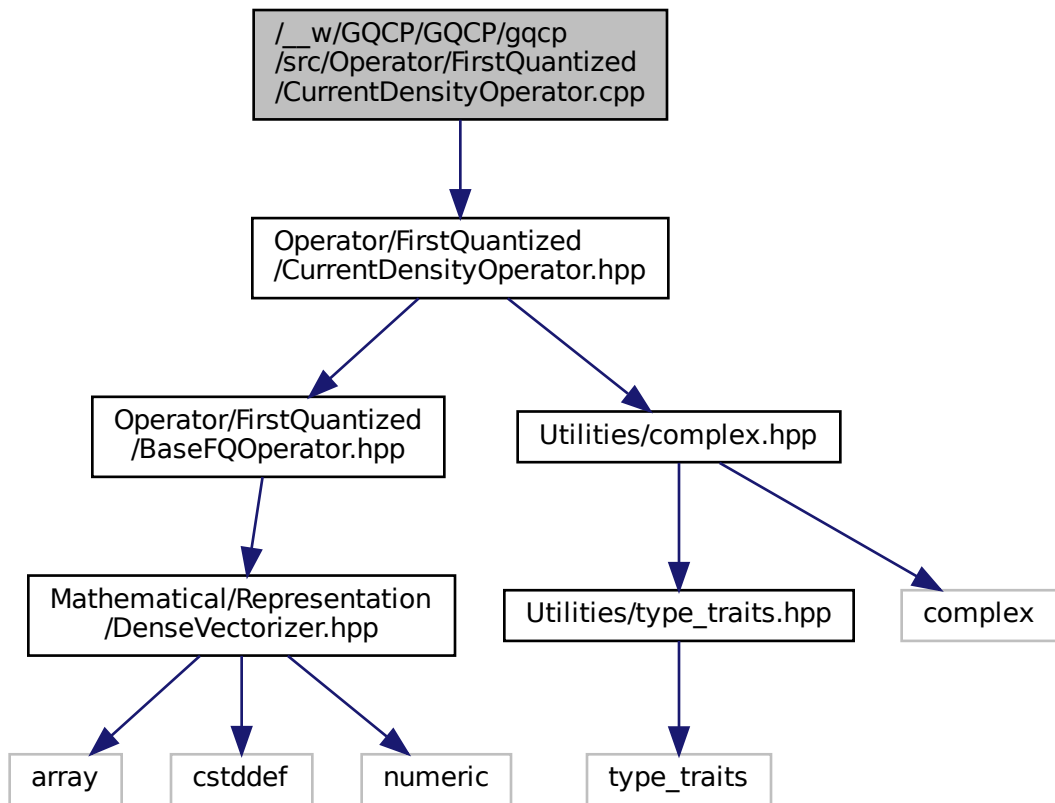 /__w/GQCP/GQCP/gqcp
/src/Operator/FirstQuantized
/CurrentDensityOperator.cpp
Operator/FirstQuantized
/CurrentDensityOperator.hpp
Operator/FirstQuantized
/BaseFQOperator.hpp
Utilities/complex.hpp
Mathematical/Representation
/DenseVectorizer.hpp
Utilities/type_traits.hpp
complex
array
cstddef
numeric
type_traits